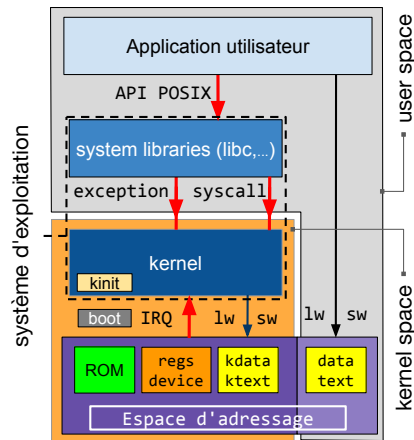 Application utilisateur
API POSIX
system libraries (libc,...)
exception syscall
kernel
kinit
boot IRQ lw sw lw sw
ROM regs device kdata ktext data text
Espace d'adressage
système d'exploitation
user space
kernel space